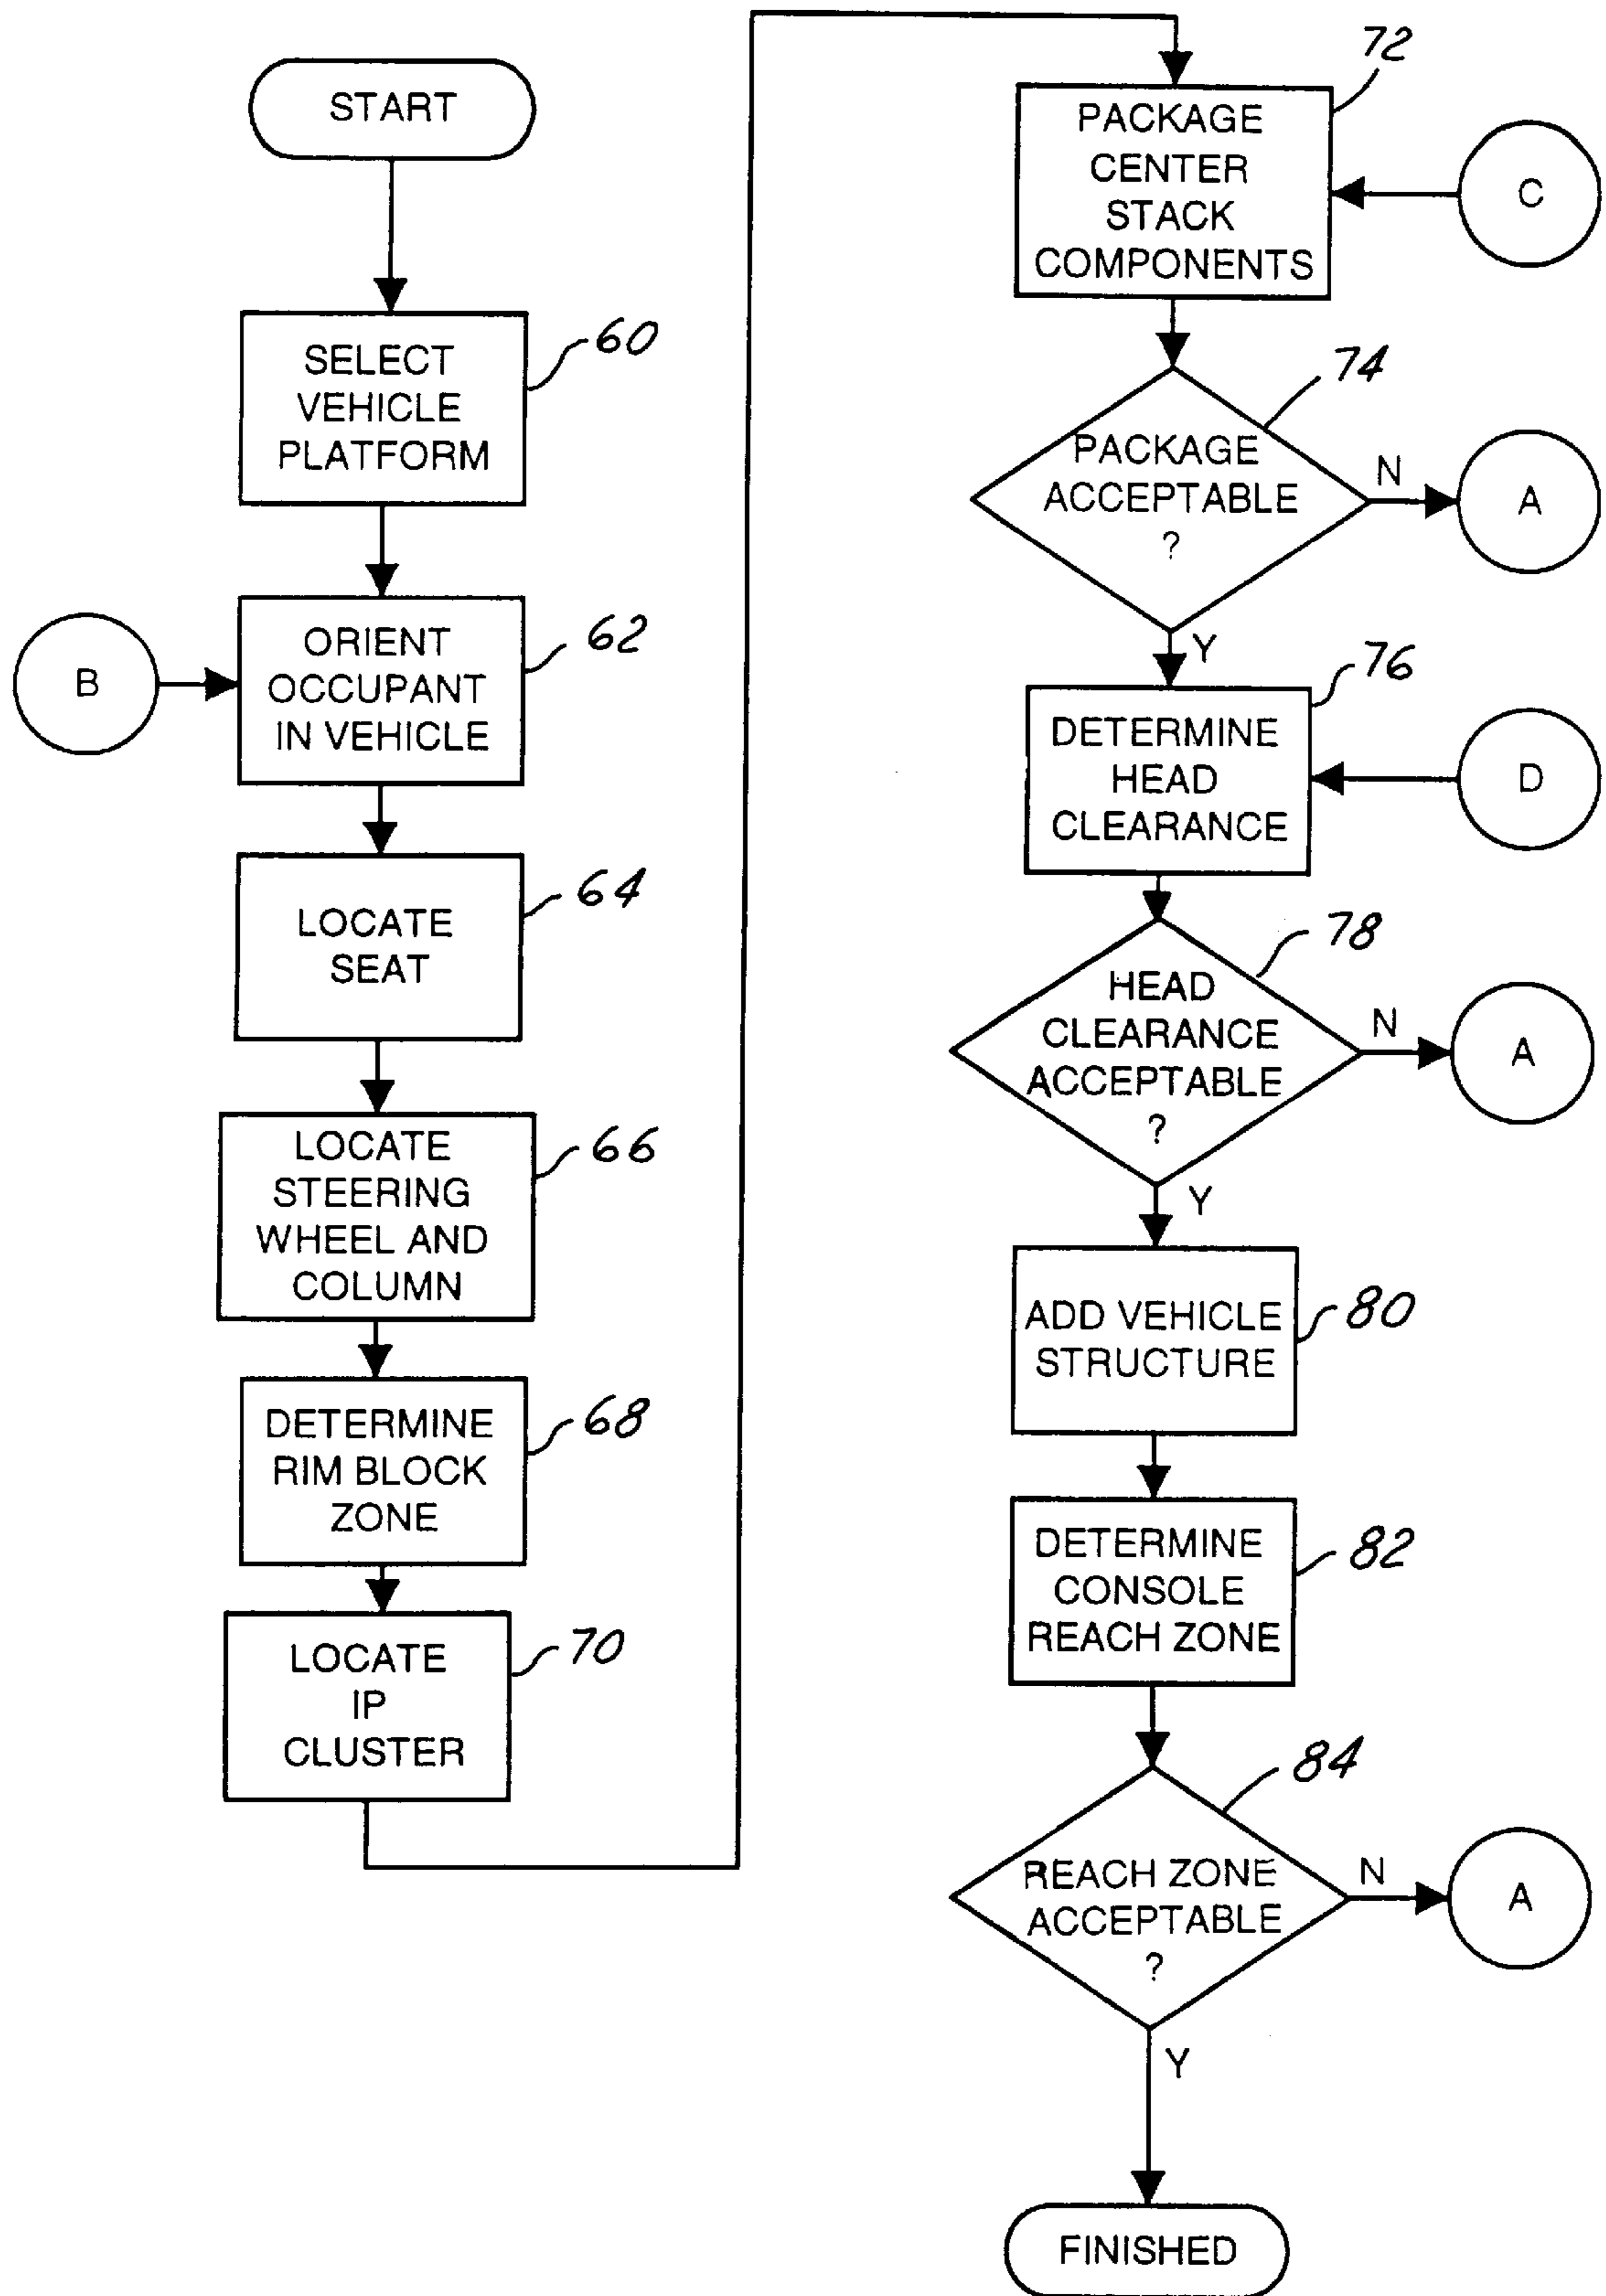 START
SELECT
VEHICLE
PLATFORM
60
B
ORIENT
OCCUPANT
IN VEHICLE
62
LOCATE
SEAT
64
LOCATE
STEERING
WHEEL AND
COLUMN
66
DETERMINE
RIM BLOCK
ZONE
68
LOCATE
IP
CLUSTER
70
PACKAGE
CENTER
STACK
COMPONENTS
72
C
PACKAGE
ACCEPTABLE
?
74
N
A
Y
DETERMINE
HEAD
CLEARANCE
76
D
HEAD
CLEARANCE
ACCEPTABLE
?
78
N
A
Y
ADD VEHICLE
STRUCTURE
80
DETERMINE
CONSOLE
REACH ZONE
82
REACH ZONE
ACCEPTABLE
?
84
N
A
Y
FINISHED